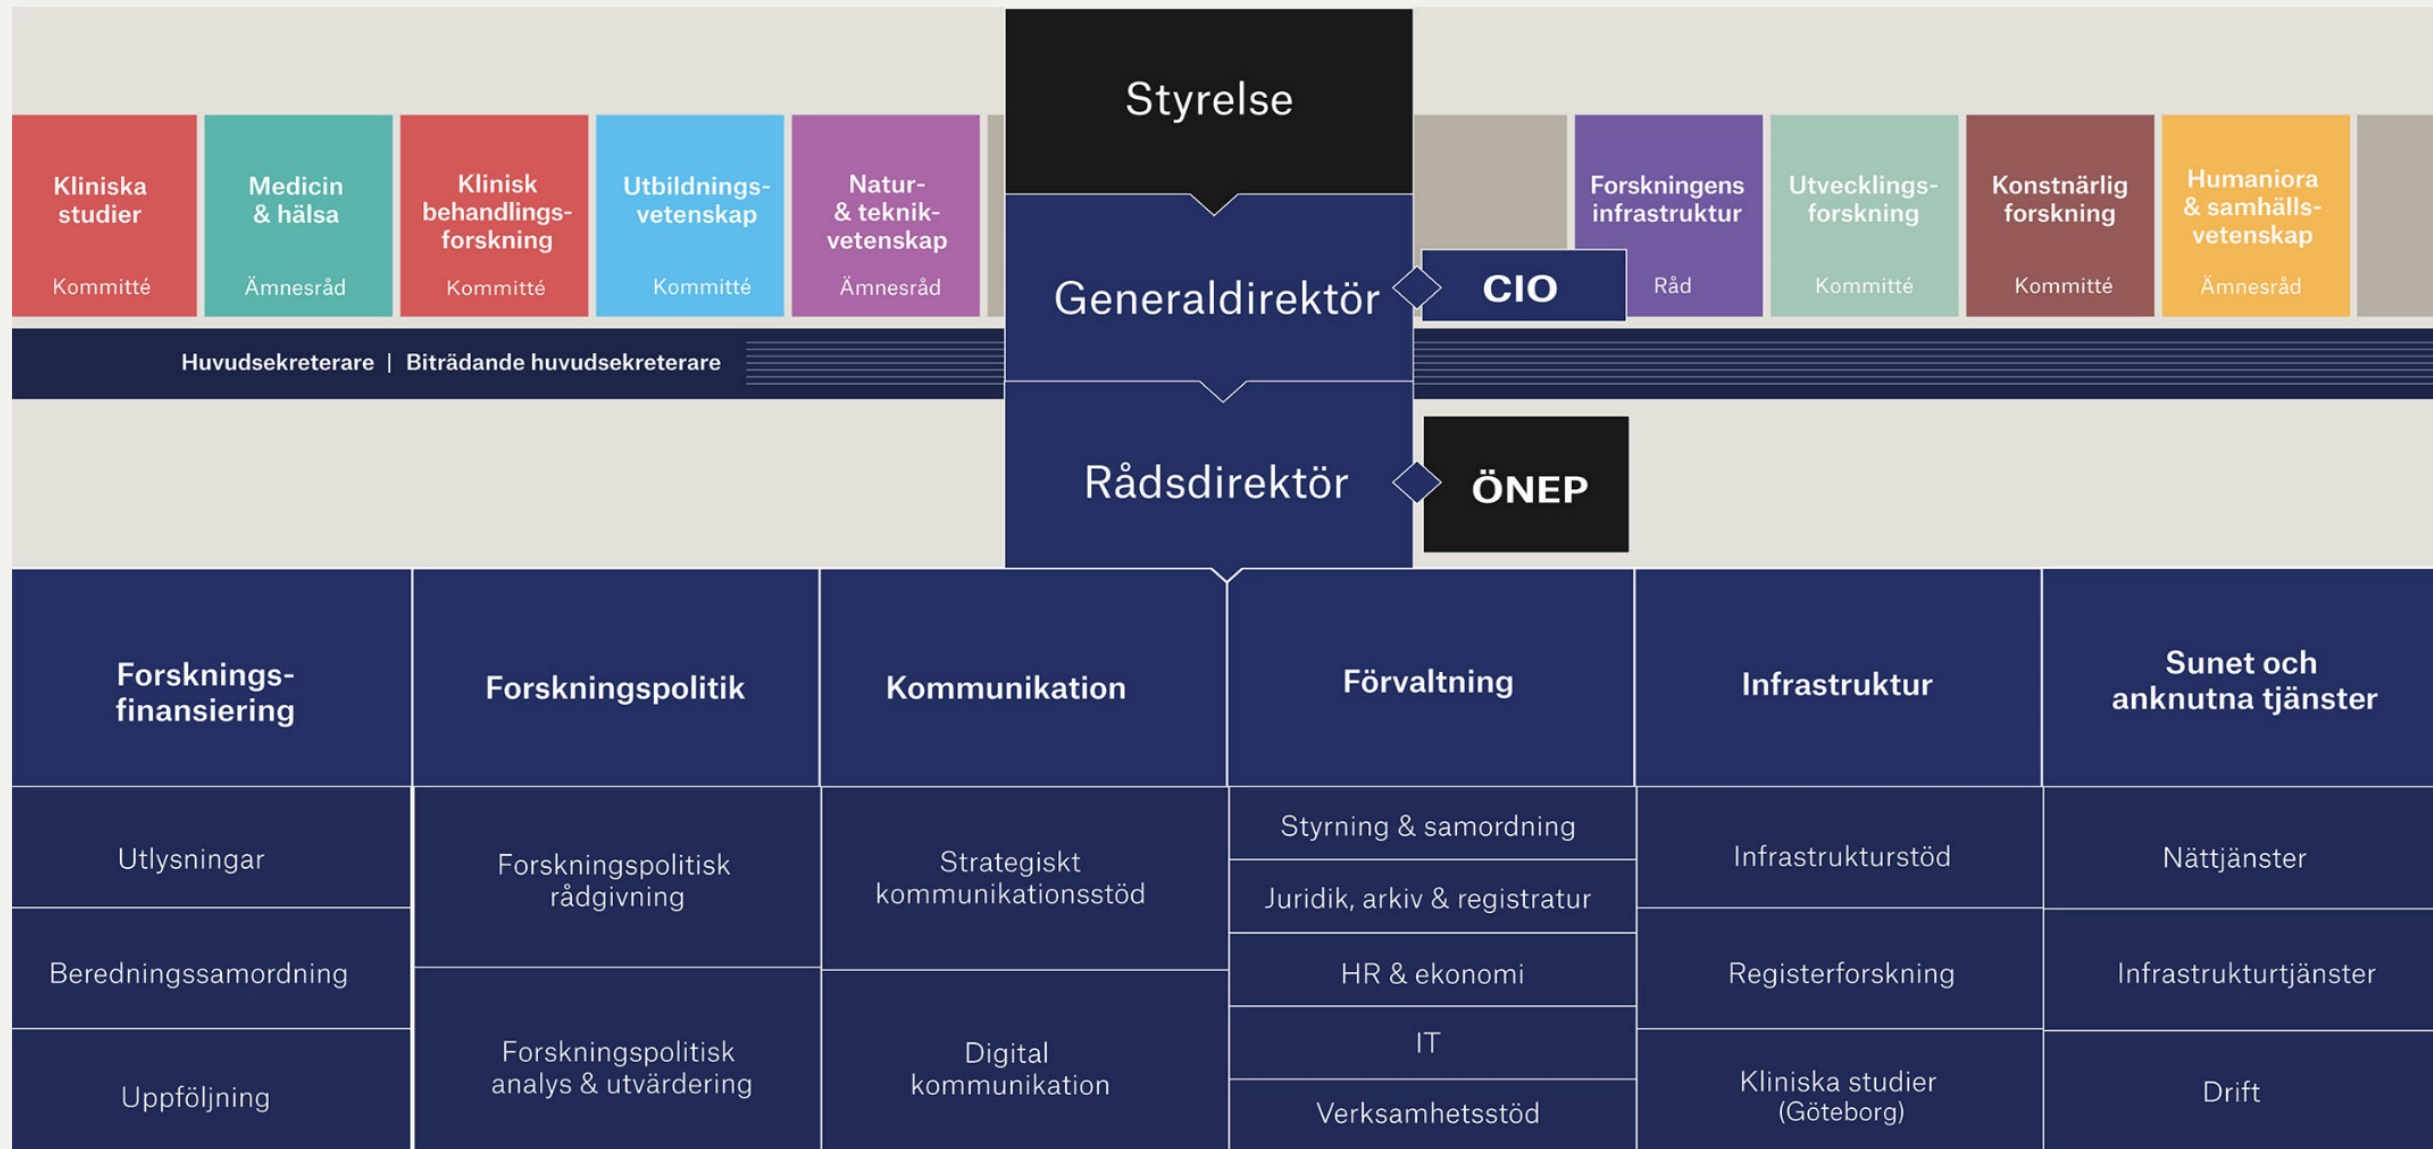 Styrelse
Kliniska
studier
Kommitté
Medicin
& hälsa
Ämnesråd
Klinisk
behandlings-
forskning
Kommitté
Utbildnings-
vetenskap
Kommitté
Natur-
& teknik-
vetenskap
Ämnesråd
Generaldirektör
CIO
Forskningens
infrastruktur
Råd
Utvecklings-
forskning
Kommitté
Konstnärlig
forskning
Kommitté
Humaniora
& samhälls-
vetenskap
Ämnesråd
Huvudsekreterare | Biträdande huvudsekreterare
Rådsdirektör
ÖNEP
Forsknings-
finansiering
Utlysningar
Beredningssamordning
Uppföljning
Forskningspolitik
Forskningspolitisk
rådgivning
Forskningspolitisk
analys & utvärdering
Kommunikation
Strategiskt
kommunikationsstöd
Digital
kommunikation
Förvaltning
Styrning & samordning
Juridik, arkiv & registratur
HR & ekonomi
IT
Verksamhetsstöd
Infrastruktur
Infrastrukturstöd
Registerforskning
Kliniska studier
(Göteborg)
Sunet och
anknutna tjänster
Nättjänster
Infrastrukturtjänster
Drift